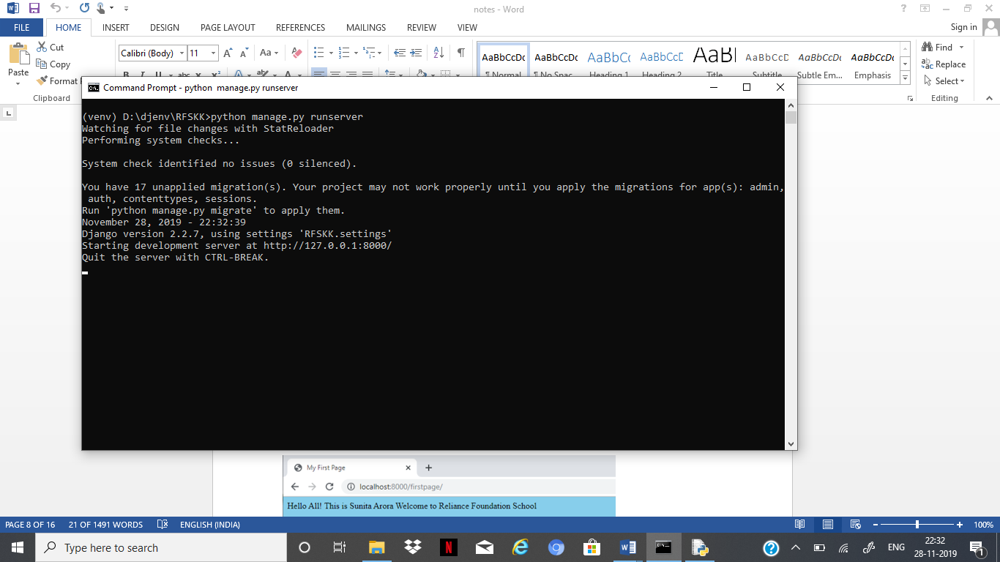 notes - Word
FILE HOME INSERT DESIGN PAGE LAYOUT REFERENCES MAILINGS REVIEW VIEW Sign in
Cut
Copy
Format
Paste
Clipboard
Calibri (Body) 11
Aa
AaBbCcDc AaBbCcDc AaBbCc AaBbCcD AaB AaBbCcD AaBbCcDc AaBbCcDc
¶ Normal ¶ No Spac... Heading 1 Heading 2 Title Subtitle Subtle Em... Emphasis
Find
Replace
Select
Editing
Command Prompt - python  manage.py runserver
(venv) D:\djenv\RFSKK>python manage.py runserver
Watching for file changes with StatReloader
Performing system checks...
System check identified no issues (0 silenced).
You have 17 unapplied migration(s). Your project may not work properly until you apply the migrations for app(s): admin,
 auth, contenttypes, sessions.
Run 'python manage.py migrate' to apply them.
November 28, 2019 - 22:32:39
Django version 2.2.7, using settings 'RFSKK.settings'
Starting development server at http://127.0.0.1:8000/
Quit the server with CTRL-BREAK.
My First Page
localhost:8000/firstpage/
Hello All! This is Sunita Arora Welcome to Reliance Foundation School
PAGE 8 OF 16 21 OF 1491 WORDS ENGLISH (INDIA) 100%
Type here to search
ENG
22:32
28-11-2019
1